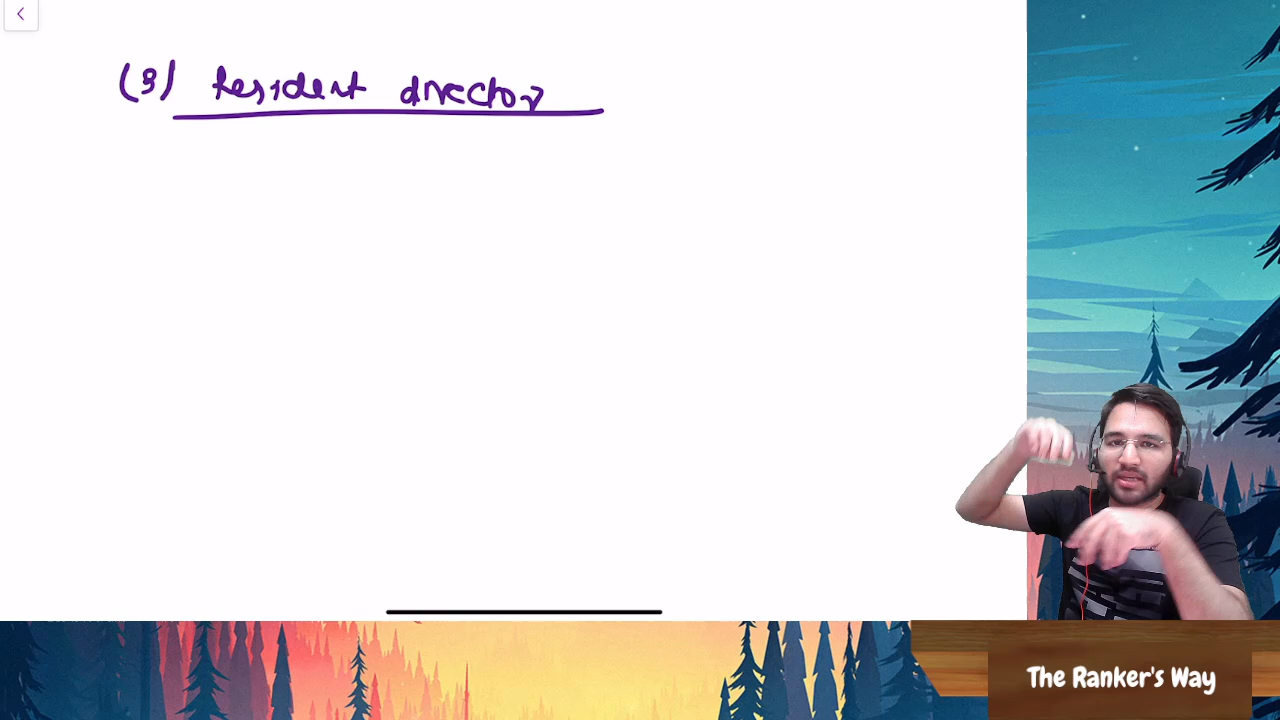 (3) Resident director
The Ranker's Way